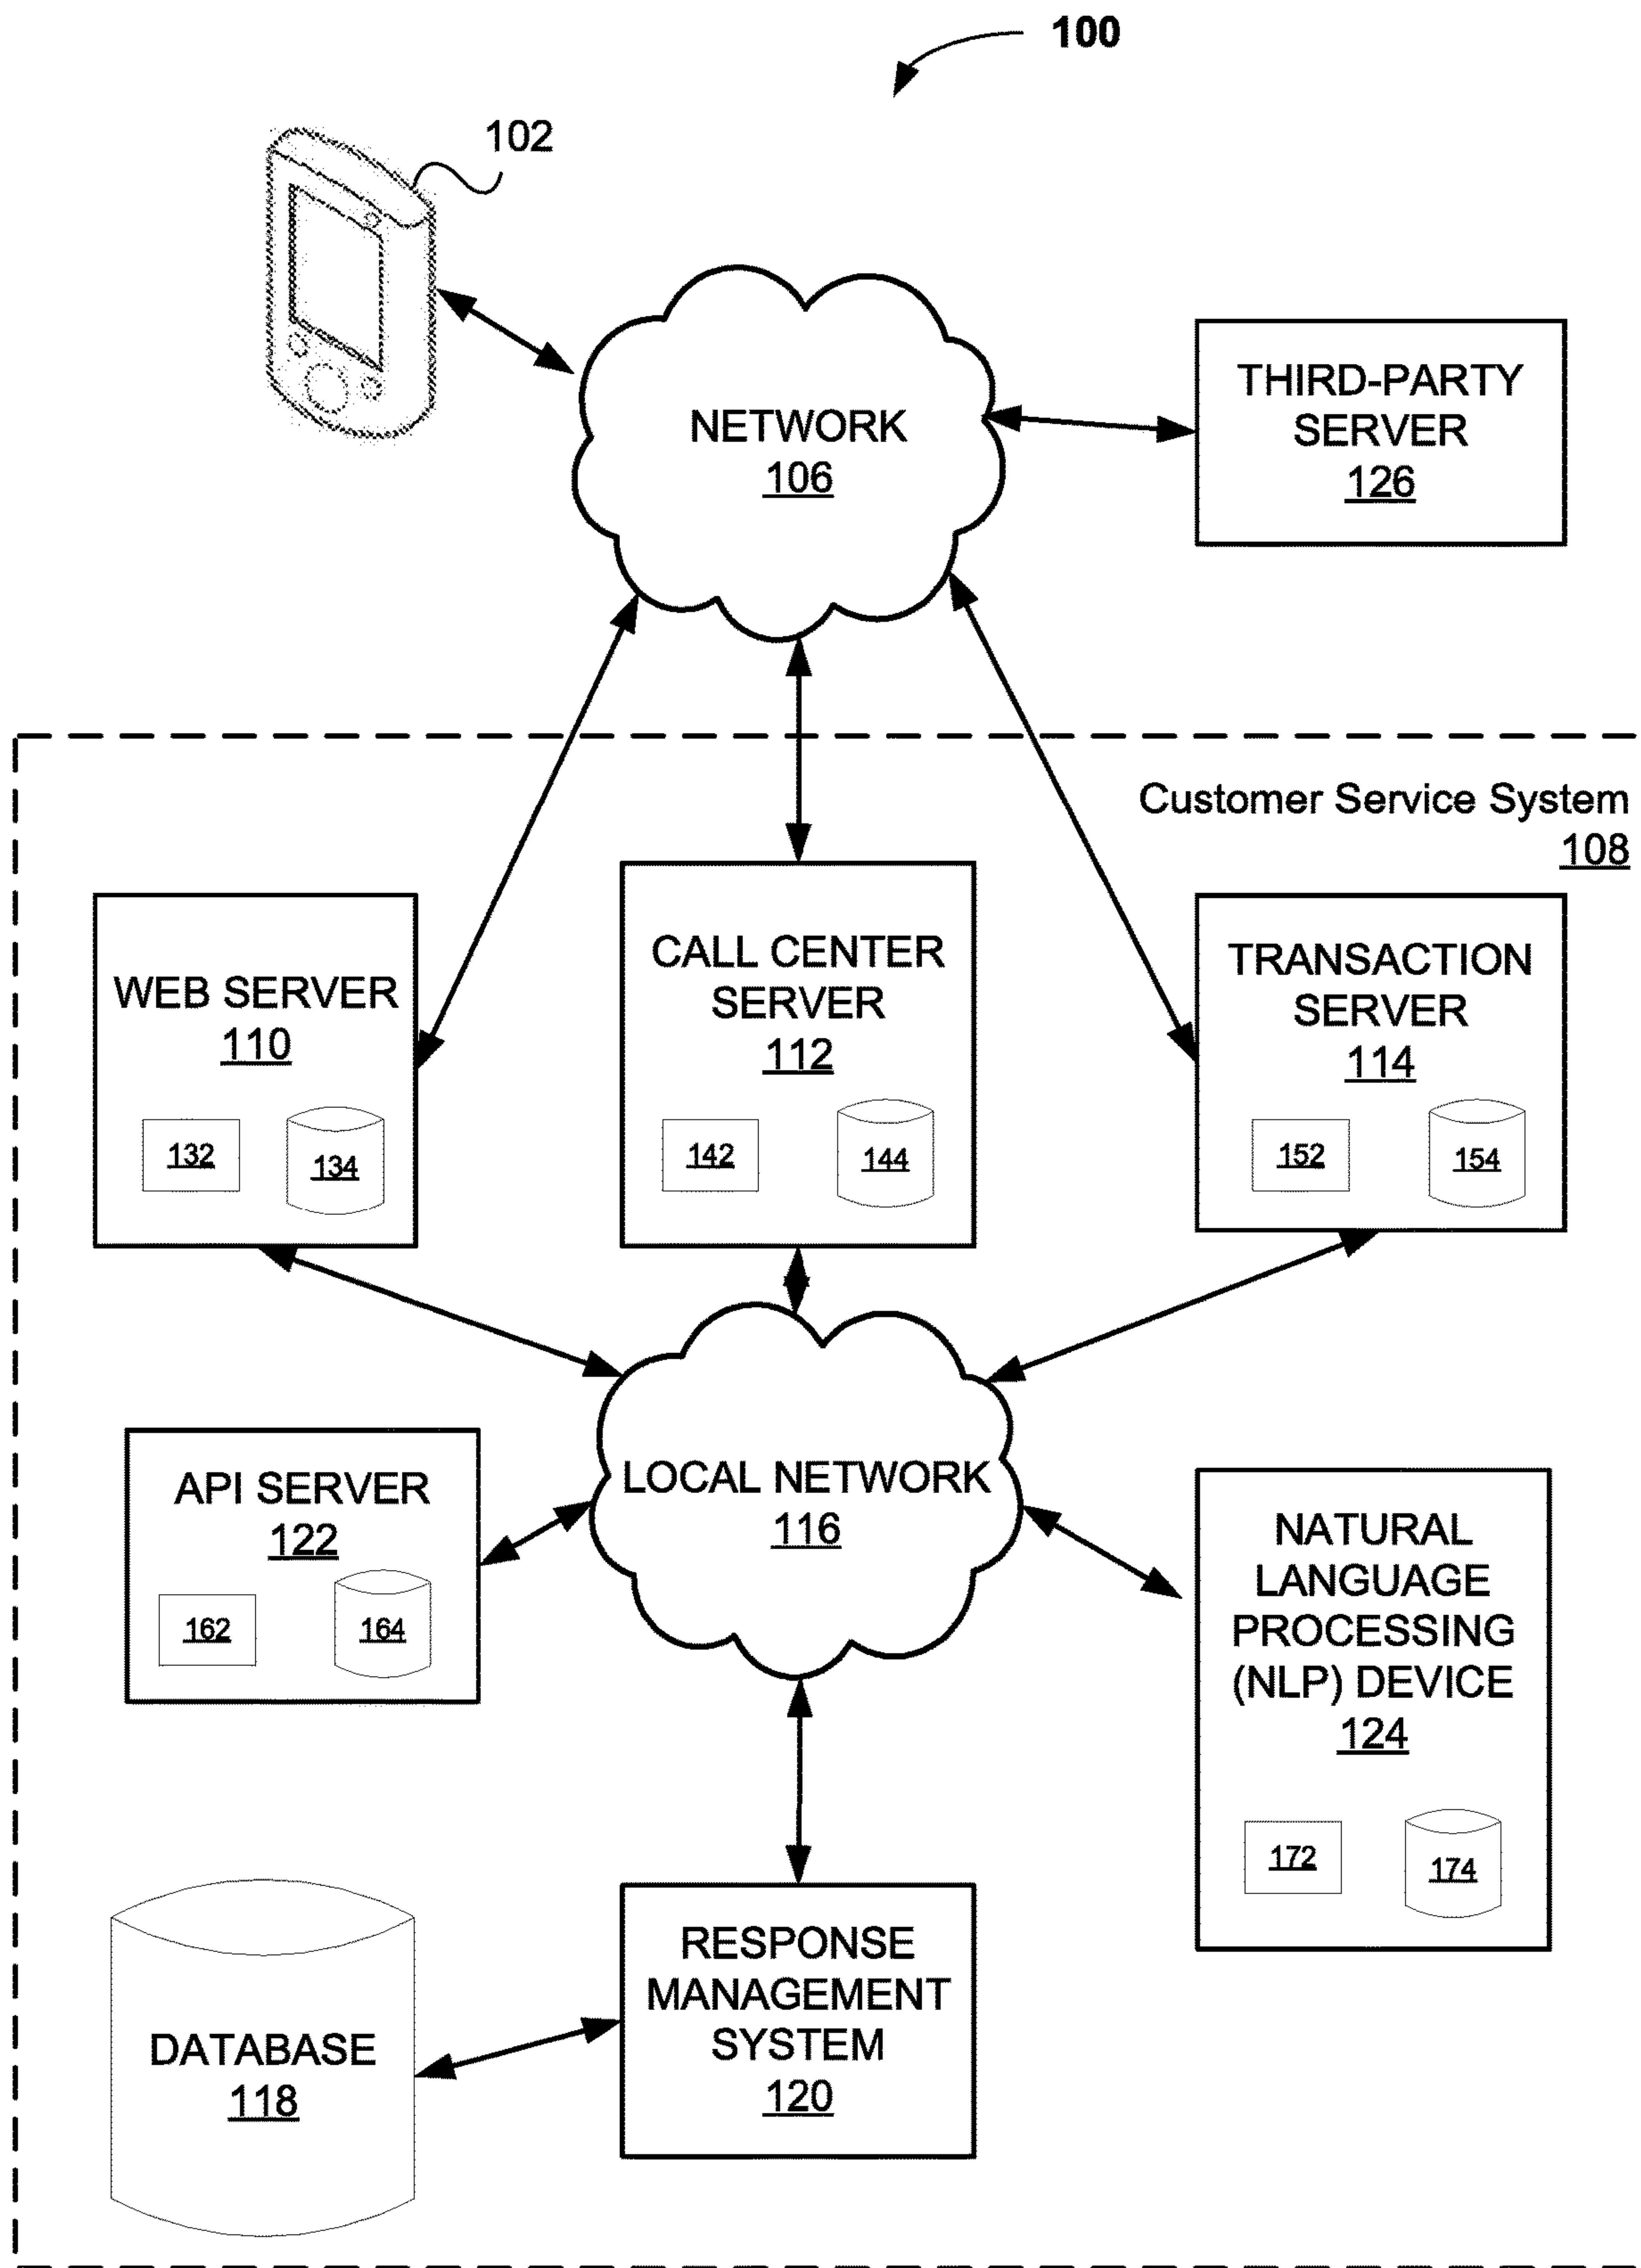 100
102
NETWORK
106
THIRD-PARTY
SERVER
126
Customer Service System
108
WEB SERVER
110
132
134
CALL CENTER
SERVER
112
142
144
TRANSACTION
SERVER
114
152
154
API SERVER
122
162
164
LOCAL NETWORK
116
NATURAL
LANGUAGE
PROCESSING
(NLP) DEVICE
124
172
174
DATABASE
118
RESPONSE
MANAGEMENT
SYSTEM
120